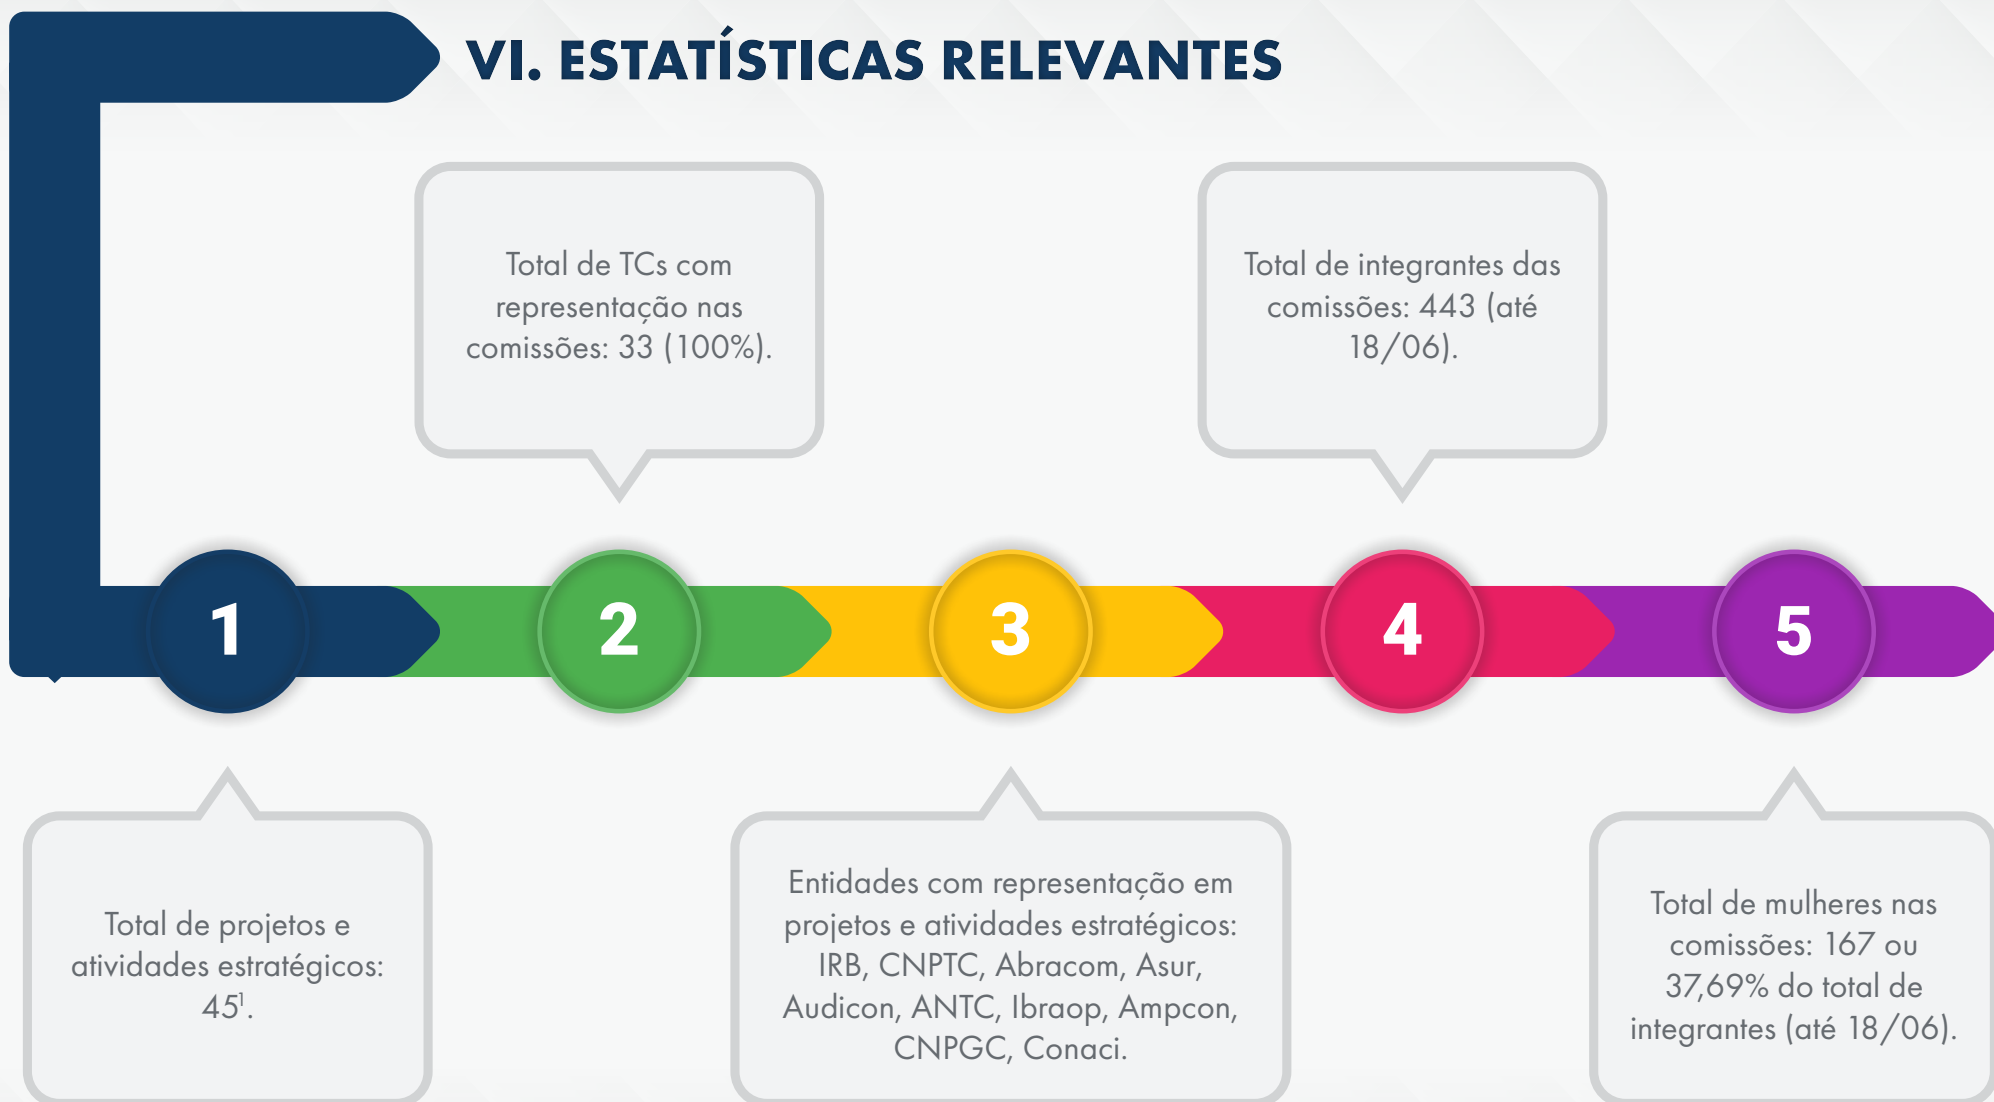 VI. ESTATÍSTICAS RELEVANTES
1
Total de projetos e
atividades estratégicos:
45¹.
2
Total de TCs com
representação nas
comissões: 33 (100%).
3
Entidades com representação em
projetos e atividades estratégicos:
IRB, CNPTC, Abracom, Asur,
Audicon, ANTC, Ibraop, Ampcon,
CNPGC, Conaci.
4
Total de integrantes das
comissões: 443 (até
18/06).
5
Total de mulheres nas
comissões: 167 ou
37,69% do total de
integrantes (até 18/06).